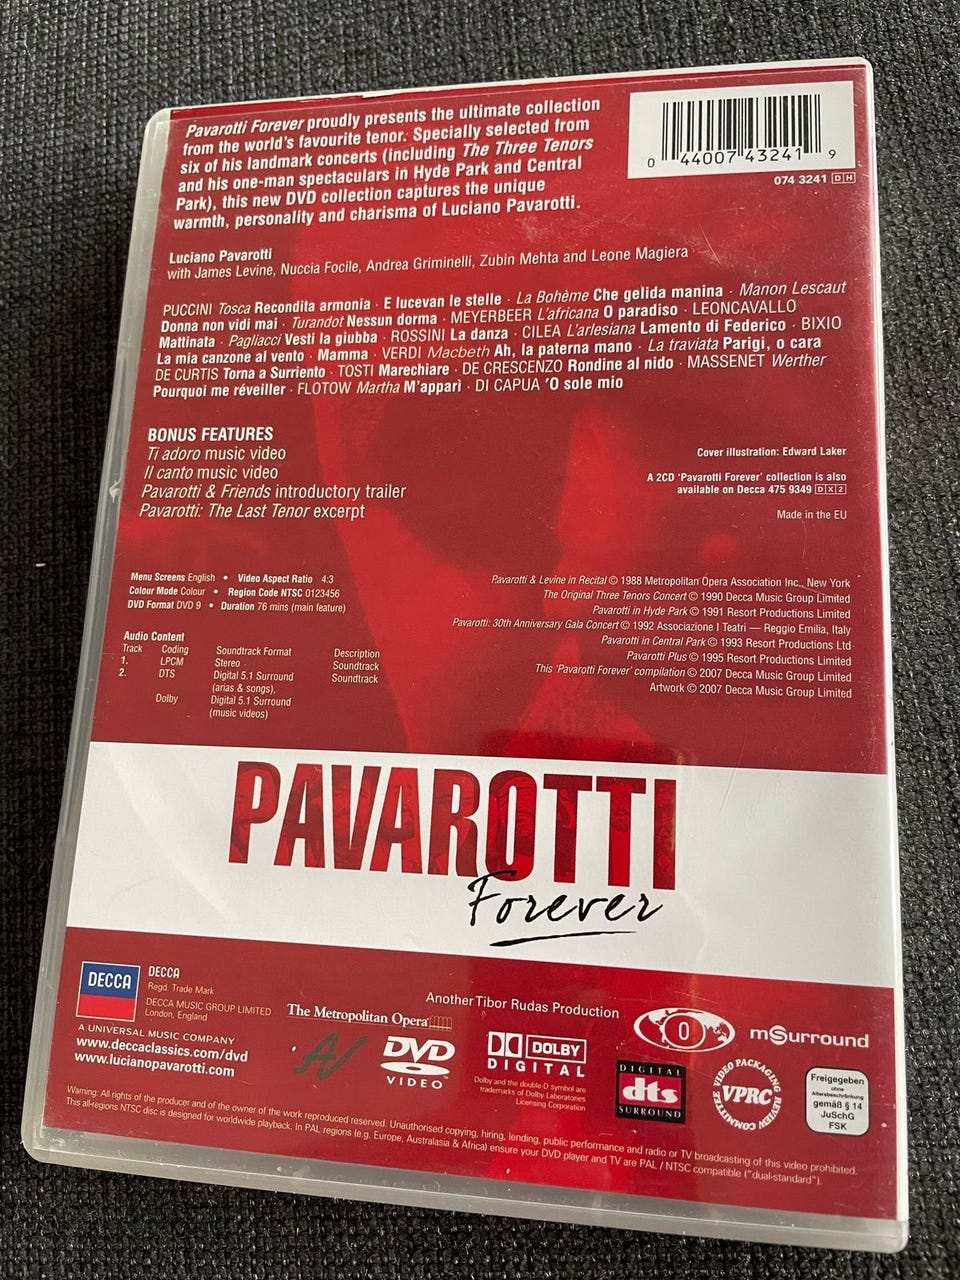 Pavarotti Forever proudly presents the ultimate collection
from the world's favourite tenor. Specially selected from
six of his landmark concerts (including The Three Tenors
and his one-man spectaculars in Hyde Park and Central
Park), this new DVD collection captures the unique
warmth, personality and charisma of Luciano Pavarotti.
0 44007 43241 9
074 3241 DH
Luciano Pavarotti
with James Levine, Nuccia Focile, Andrea Griminelli, Zubin Mehta and Leone Magiera
PUCCINI Tosca Recondita armonia · E lucevan le stelle · La Bohème Che gelida manina · Manon Lescaut
Donna non vidi mai · Turandot Nessun dorma · MEYERBEER L'africana O paradiso · LEONCAVALLO
Mattinata · Pagliacci Vesti la giubba · ROSSINI La danza · CILEA L'arlesiana Lamento di Federico · BIXIO
La mia canzone al vento · Mamma · VERDI Macbeth Ah, la paterna mano · La traviata Parigi, o cara
DE CURTIS Torna a Surriento · TOSTI Marechiare · DE CRESCENZO Rondine al nido · MASSENET Werther
Pourquoi me réveiller · FLOTOW Martha M'apparì · DI CAPUA 'O sole mio
BONUS FEATURES
Ti adoro music video
Il canto music video
Pavarotti & Friends introductory trailer
Pavarotti: The Last Tenor excerpt
Cover illustration: Edward Laker
A 2CD 'Pavarotti Forever' collection is also
available on Decca 475 9349 DX2
Made in the EU
Menu Screens English • Video Aspect Ratio 4:3
Colour Mode Colour • Region Code NTSC 0123456
DVD Format DVD 9 • Duration 76 mins (main feature)
Audio Content
Track Coding Soundtrack Format Description
1. LPCM Stereo Soundtrack
2. DTS Digital 5.1 Surround Soundtrack
(arias & songs),
Dolby Digital 5.1 Surround
(music videos)
Pavarotti & Levine in Recital © 1988 Metropolitan Opera Association Inc., New York
The Original Three Tenors Concert © 1990 Decca Music Group Limited
Pavarotti in Hyde Park © 1991 Resort Productions Limited
Pavarotti: 30th Anniversary Gala Concert © 1992 Associazione I Teatri — Reggio Emilia, Italy
Pavarotti in Central Park © 1993 Resort Productions Ltd
Pavarotti Plus © 1995 Resort Productions Limited
This 'Pavarotti Forever' compilation © 2007 Decca Music Group Limited
Artwork © 2007 Decca Music Group Limited
PAVAROTTI
Forever
DECCA
DECCA
Regd. Trade Mark
DECCA MUSIC GROUP LIMITED
London, England
A UNIVERSAL MUSIC COMPANY
www.deccaclassics.com/dvd
www.lucianopavarotti.com
Another Tibor Rudas Production
The Metropolitan Opera
DVD
VIDEO
DOLBY
DIGITAL
Dolby and the double-D symbol are
trademarks of Dolby Laboratories
Licensing Corporation
0
mSurround
DIGITAL
dts
SURROUND
VIDEO PACKAGING REVIEW COMMITTEE
VPRC
Freigegeben
ohne
Altersbeschränkung
gemäß § 14
JuSchG
FSK
Warning: All rights of the producer and of the owner of the work reproduced reserved. Unauthorised copying, hiring, lending, public performance and radio or TV broadcasting of this video prohibited.
This all-regions NTSC disc is designed for worldwide playback. In PAL regions (e.g. Europe, Australasia & Africa) ensure your DVD player and TV are PAL / NTSC compatible ("dual-standard").